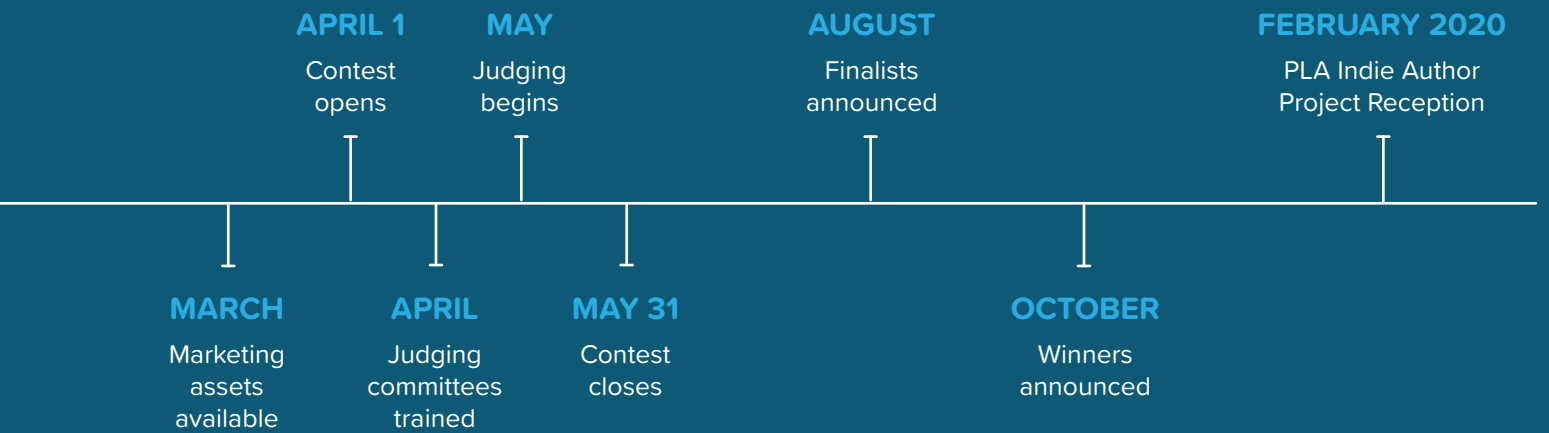 APRIL 1
Contest
opens
MAY
Judging
begins
AUGUST
Finalists
announced
FEBRUARY 2020
PLA Indie Author
Project Reception
MARCH
Marketing
assets
available
APRIL
Judging
committees
trained
MAY 31
Contest
closes
OCTOBER
Winners
announced